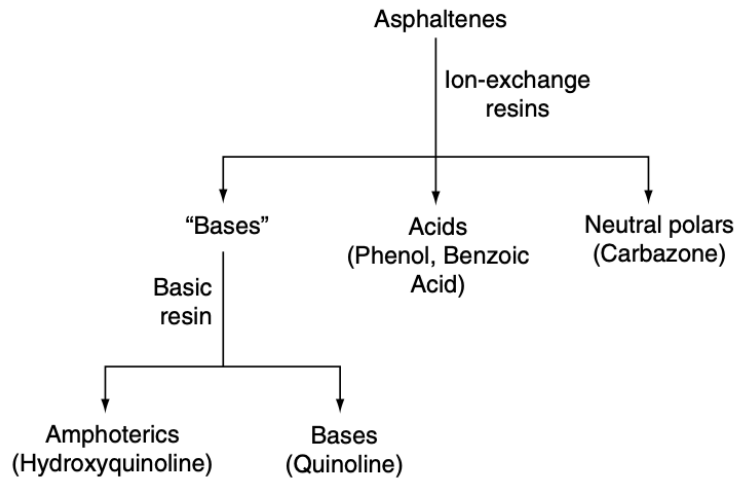 Asphaltenes
Ion-exchange
resins
“Bases”
Acids
(Phenol, Benzoic
Acid)
Neutral polars
(Carbazone)
Basic
resin
Amphoterics
(Hydroxyquinoline)
Bases
(Quinoline)